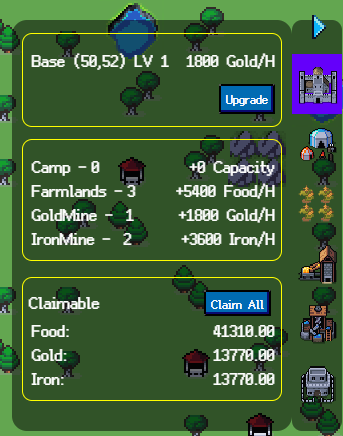 Base (50,52) LV 1 1800 Gold/H
Upgrade
Camp - 0 +0 Capacity
Farmlands - 3 +5400 Food/H
GoldMine - 1 +1800 Gold/H
IronMine - 2 +3600 Iron/H
Claimable Claim All
Food: 41310.00
Gold: 13770.00
Iron: 13770.00